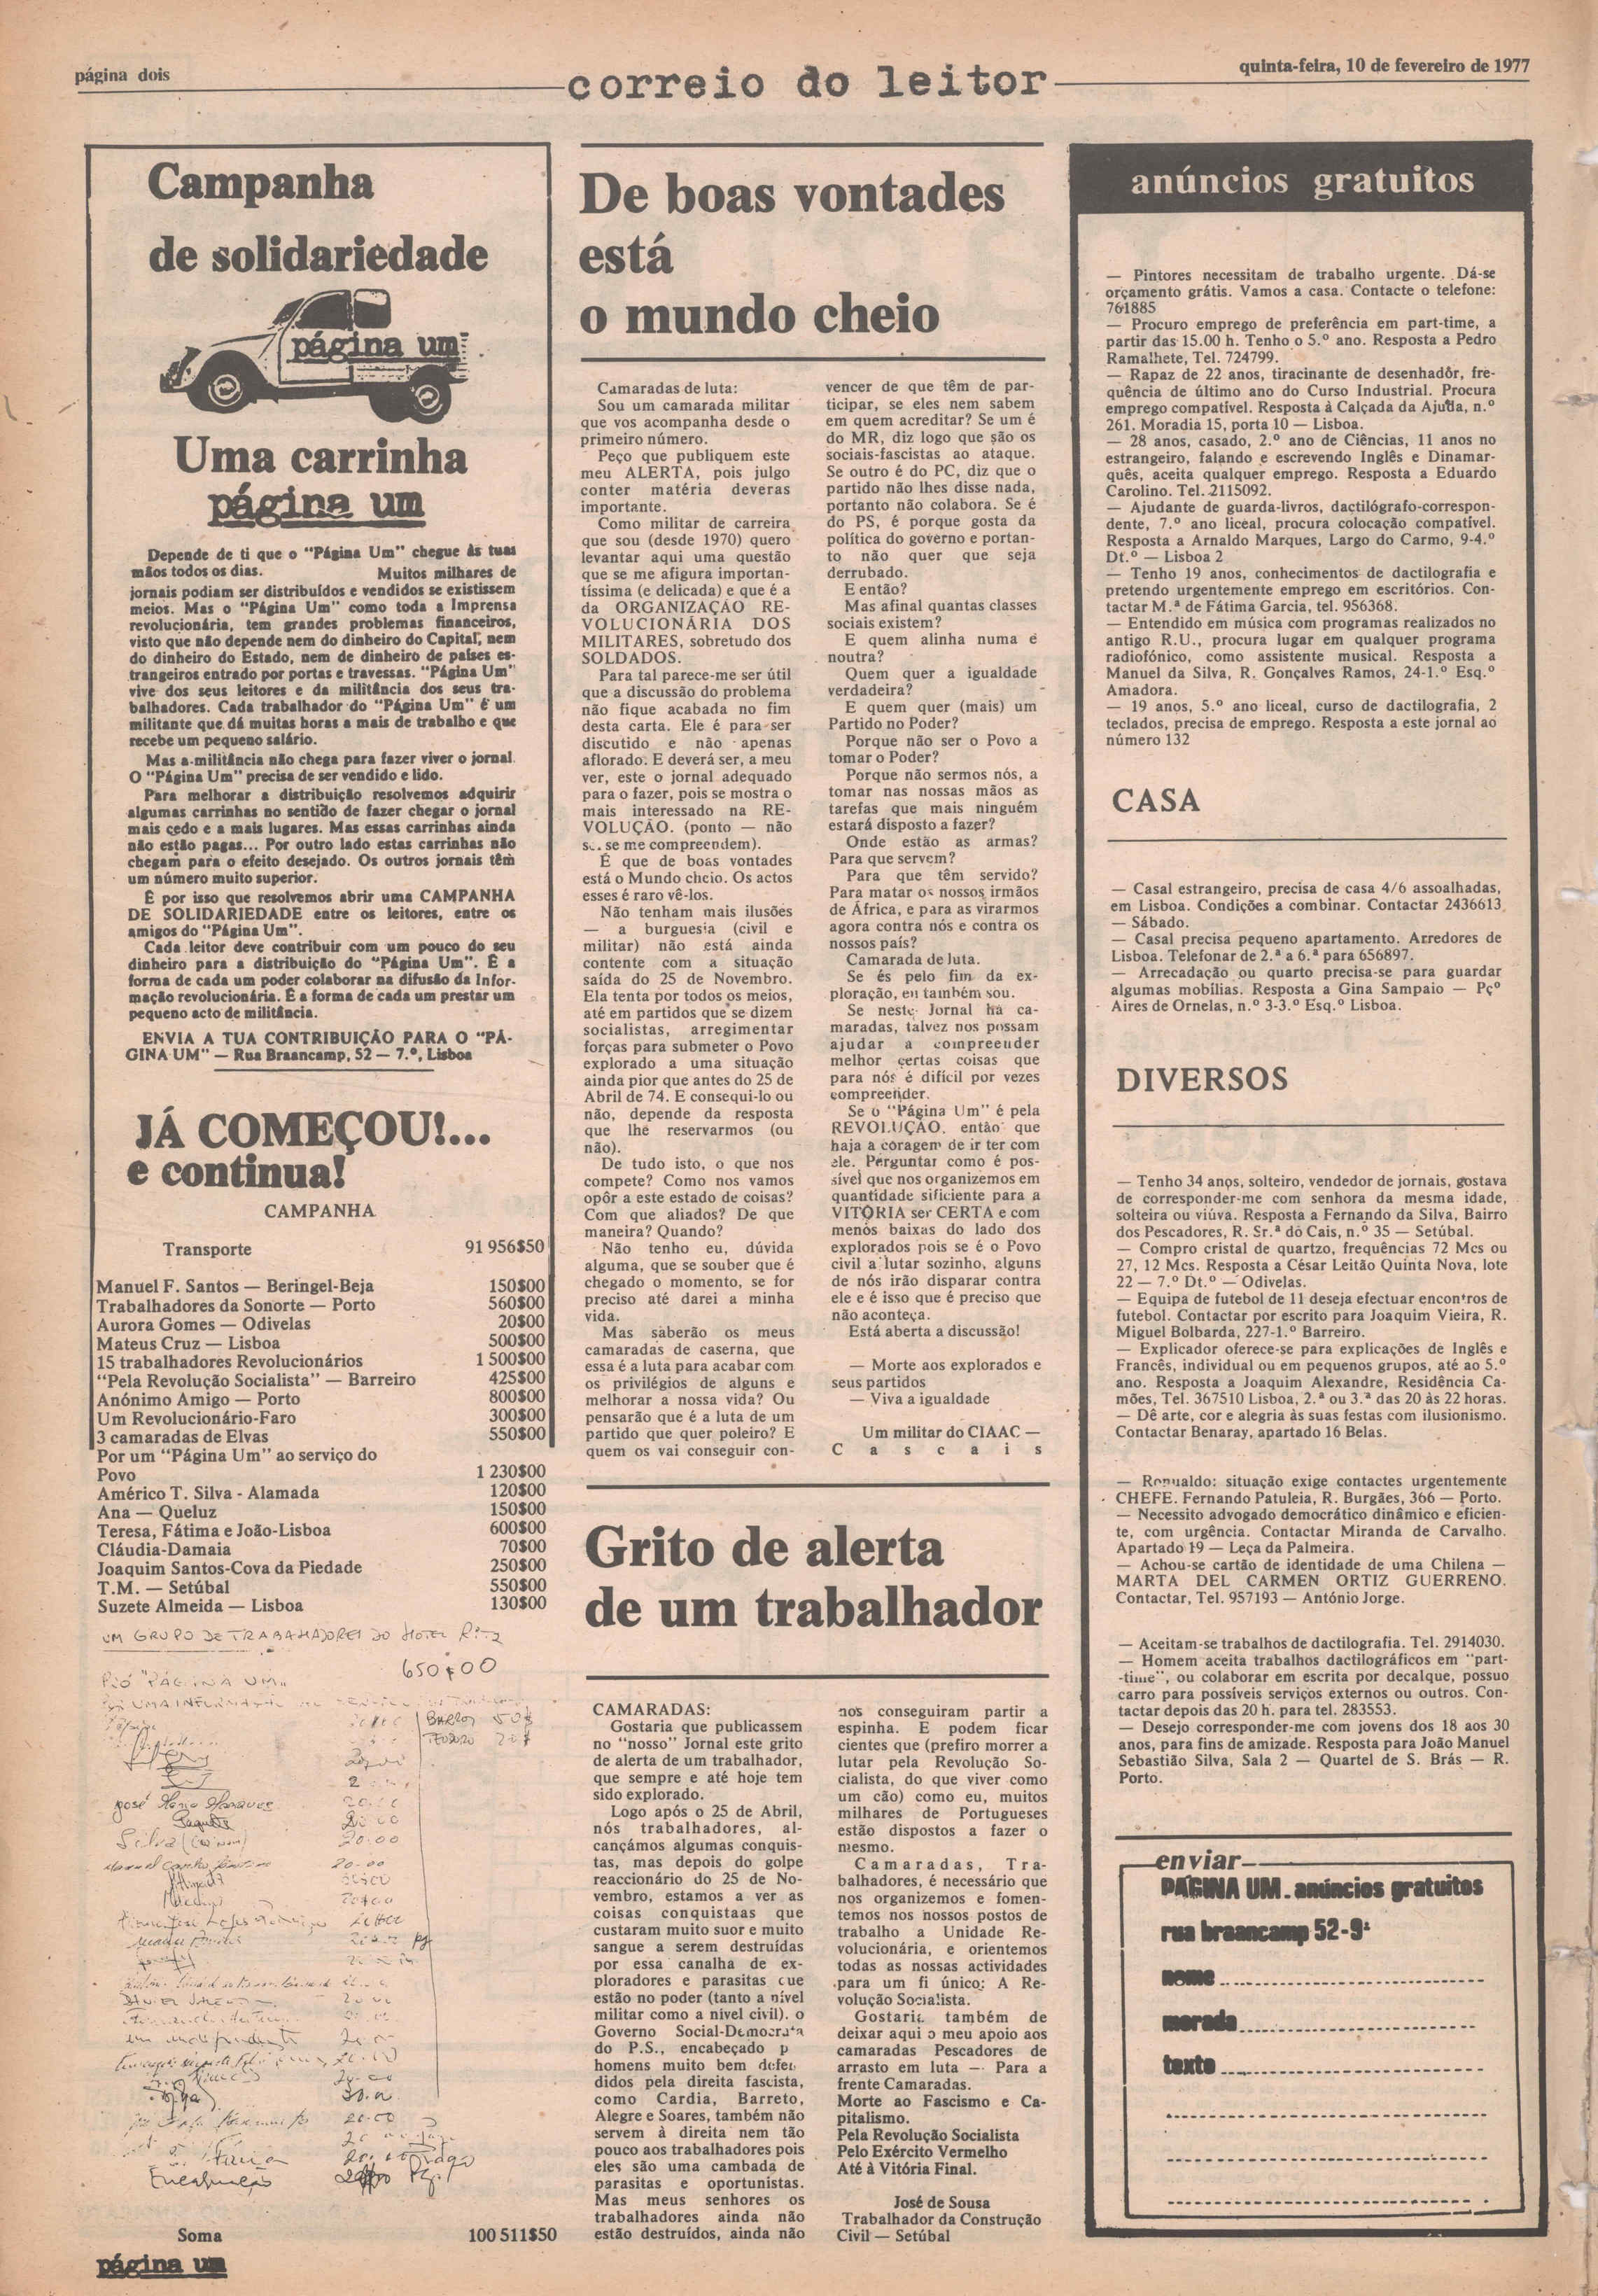 página dois
correio do leitor
quinta-feira, 10 de fevereiro de 1977
Campanha
de solidariedade
página um
Uma carrinha
página um
Depende de ti que o "Página Um" chegue às tuas
mãos todos os dias. Muitos milhares de
jornais podiam ser distribuídos e vendidos se existissem
meios. Mas o "Página Um" como toda a Imprensa
revolucionária, tem grandes problemas financeiros,
visto que não depende nem do dinheiro do Capital, nem
do dinheiro do Estado, nem de dinheiro de países es-
trangeiros entrado por portas e travessas. "Página Um"
vive dos seus leitores e da militância dos seus tra-
balhadores. Cada trabalhador do "Página Um" é um
militante que dá muitas horas a mais de trabalho e que
recebe um pequeno salário.
Mas a militância não chega para fazer viver o jornal.
O "Página Um" precisa de ser vendido e lido.
Para melhorar a distribuição resolvemos adquirir
algumas carrinhas no sentido de fazer chegar o jornal
mais cedo e a mais lugares. Mas essas carrinhas ainda
não estão pagas... Por outro lado estas carrinhas não
chegam para o efeito desejado. Os outros jornais têm
um número muito superior.
É por isso que resolvemos abrir uma CAMPANHA
DE SOLIDARIEDADE entre os leitores, entre os
amigos do "Página Um".
Cada leitor deve contribuir com um pouco do seu
dinheiro para a distribuição do "Página Um". É a
forma de cada um poder colaborar na difusão da Infor-
mação revolucionária. É a forma de cada um prestar um
pequeno acto de militância.
ENVIA A TUA CONTRIBUIÇÃO PARA O "PÁ-
GINA UM" — Rua Braancamp, 52 — 7.º, Lisboa
JÁ COMEÇOU!...
e continua!
CAMPANHA
Transporte 91 956$50
Manuel F. Santos — Beringel-Beja 150$00
Trabalhadores da Sonorte — Porto 560$00
Aurora Gomes — Odivelas 20$00
Mateus Cruz — Lisboa 500$00
15 trabalhadores Revolucionários 1 500$00
"Pela Revolução Socialista" — Barreiro 425$00
Anónimo Amigo — Porto 800$00
Um Revolucionário-Faro 300$00
3 camaradas de Elvas 550$00
Por um "Página Um" ao serviço do
Povo 1 230$00
Américo T. Silva - Alamada 120$00
Ana — Queluz 150$00
Teresa, Fátima e João-Lisboa 600$00
Cláudia-Damaia 70$00
Joaquim Santos-Cova da Piedade 250$00
T.M. — Setúbal 550$00
Suzete Almeida — Lisboa 130$00
UM GRUPO DE TRABALHADORES DO HOTEL RITZ
650$00
"PÁGINA UM"
20.00
Soma 100 511$50
página um
De boas vontades
está
o mundo cheio
Camaradas de luta:
Sou um camarada militar
que vos acompanha desde o
primeiro número.
Peço que publiquem este
meu ALERTA, pois julgo
conter matéria deveras
importante.
Como militar de carreira
que sou (desde 1970) quero
levantar aqui uma questão
que se me afigura importan-
tíssima (e delicada) e que é a
da ORGANIZAÇÃO RE-
VOLUCIONÁRIA DOS
MILITARES, sobretudo dos
SOLDADOS.
Para tal parece-me ser útil
que a discussão do problema
não fique acabada no fim
desta carta. Ele é para ser
discutido e não apenas
aflorado. E deverá ser, a meu
ver, este o jornal adequado
para o fazer, pois se mostra o
mais interessado na RE-
VOLUÇÃO. (ponto — não
se me compreendem).
É que de boas vontades
está o Mundo cheio. Os actos
esses é raro vê-los.
Não tenham mais ilusões
— a burguesia (civil e
militar) não está ainda
contente com a situação
saída do 25 de Novembro.
Ela tenta por todos os meios,
até em partidos que se dizem
socialistas, arregimentar
forças para submeter o Povo
explorado a uma situação
ainda pior que antes do 25 de
Abril de 74. E consequi-lo ou
não, depende da resposta
que lhe reservarmos (ou
não).
De tudo isto, o que nos
compete? Como nos vamos
opôr a este estado de coisas?
Com que aliados? De que
maneira? Quando?
Não tenho eu, dúvida
alguma, que se souber que é
chegado o momento, se for
preciso até darei a minha
vida.
Mas saberão os meus
camaradas de caserna, que
essa é a luta para acabar com
os privilégios de alguns e
melhorar a nossa vida? Ou
pensarão que é a luta de um
partido que quer poleiro? E
quem os vai conseguir con-
vencer de que têm de par-
ticipar, se eles nem sabem
em quem acreditar? Se um é
do MR, diz logo que são os
sociais-fascistas ao ataque.
Se outro é do PC, diz que o
partido não lhes disse nada,
portanto não colabora. Se é
do PS, é porque gosta da
política do governo e portan-
to não quer que seja
derrubado.
E então?
Mas afinal quantas classes
sociais existem?
E quem alinha numa e
noutra?
Quem quer a igualdade
verdadeira?
E quem quer (mais) um
Partido no Poder?
Porque não ser o Povo a
tomar o Poder?
Porque não sermos nós, a
tomar nas nossas mãos as
tarefas que mais ninguém
estará disposto a fazer?
Onde estão as armas?
Para que servem?
Para que têm servido?
Para matar os nossos irmãos
de África, e para as virarmos
agora contra nós e contra os
nossos país?
Camarada de luta.
Se és pelo fim da ex-
ploração, eu também sou.
Se neste Jornal há ca-
maradas, talvez nos possam
ajudar a compreender
melhor certas coisas que
para nós é difícil por vezes
compreender.
Se o "Página Um" é pela
REVOLUÇÃO, então que
haja a coragem de ir ter com
ele. Perguntar como é pos-
sível que nos organizemos em
quantidade sificiente para a
VITÓRIA ser CERTA e com
menos baixas do lado dos
explorados pois se é o Povo
civil a lutar sozinho, alguns
de nós irão disparar contra
ele e é isso que é preciso que
não aconteça.
Está aberta a discussão!
— Morte aos explorados e
seus partidos
— Viva a igualdade
Um militar do CIAAC —
C a s c a i s
Grito de alerta
de um trabalhador
CAMARADAS:
Gostaria que publicassem
no "nosso" Jornal este grito
de alerta de um trabalhador,
que sempre e até hoje tem
sido explorado.
Logo após o 25 de Abril,
nós trabalhadores, al-
cançámos algumas conquis-
tas, mas depois do golpe
reaccionário do 25 de No-
vembro, estamos a ver as
coisas conquistaas que
custaram muito suor e muito
sangue a serem destruídas
por essa canalha de ex-
ploradores e parasitas que
estão no poder (tanto a nível
militar como a nível civil). o
Governo Social-Democrata
do P.S., encabeçado p
homens muito bem defen
didos pela direita fascista,
como Cardia, Barreto,
Alegre e Soares, também não
servem à direita nem tão
pouco aos trabalhadores pois
eles são uma cambada de
parasitas e oportunistas.
Mas meus senhores os
trabalhadores ainda não
estão destruídos, ainda não
nos conseguiram partir a
espinha. E podem ficar
cientes que (prefiro morrer a
lutar pela Revolução So-
cialista, do que viver como
um cão) como eu, muitos
milhares de Portugueses
estão dispostos a fazer o
mesmo.
Camaradas, Tra-
balhadores, é necessário que
nos organizemos e fomen-
temos nos nossos postos de
trabalho a Unidade Re-
volucionária, e orientemos
todas as nossas actividades
para um fi único: A Re-
volução Socialista.
Gostaria também de
deixar aqui o meu apoio aos
camaradas Pescadores de
arrasto em luta — Para a
frente Camaradas.
Morte ao Fascismo e Ca-
pitalismo.
Pela Revolução Socialista
Pelo Exército Vermelho
Até à Vitória Final.
José de Sousa
Trabalhador da Construção
Civil — Setúbal
anúncios gratuitos
— Pintores necessitam de trabalho urgente. Dá-se
orçamento grátis. Vamos a casa. Contacte o telefone:
761885
— Procuro emprego de preferência em part-time, a
partir das 15.00 h. Tenho o 5.º ano. Resposta a Pedro
Ramalhete, Tel. 724799.
— Rapaz de 22 anos, tiracinante de desenhadôr, fre-
quência de último ano do Curso Industrial. Procura
emprego compatível. Resposta à Calçada da Ajuda, n.º
261. Moradia 15, porta 10 — Lisboa.
— 28 anos, casado, 2.º ano de Ciências, 11 anos no
estrangeiro, falando e escrevendo Inglês e Dinamar-
quês, aceita qualquer emprego. Resposta a Eduardo
Carolino. Tel. 2115092.
— Ajudante de guarda-livros, dactilógrafo-correspon-
dente, 7.º ano liceal, procura colocação compatível.
Resposta a Arnaldo Marques, Largo do Carmo, 9-4.º
Dt.º — Lisboa 2
— Tenho 19 anos, conhecimentos de dactilografia e
pretendo urgentemente emprego em escritórios. Con-
tactar M.ª de Fátima Garcia, tel. 956368.
— Entendido em música com programas realizados no
antigo R.U., procura lugar em qualquer programa
radiofónico, como assistente musical. Resposta a
Manuel da Silva, R. Gonçalves Ramos, 24-1.º Esq.º
Amadora.
— 19 anos, 5.º ano liceal, curso de dactilografia, 2
teclados, precisa de emprego. Resposta a este jornal ao
número 132
CASA
— Casal estrangeiro, precisa de casa 4/6 assoalhadas,
em Lisboa. Condições a combinar. Contactar 2436613
— Sábado.
— Casal precisa pequeno apartamento. Arredores de
Lisboa. Telefonar de 2.ª a 6.ª para 656897.
— Arrecadação ou quarto precisa-se para guardar
algumas mobílias. Resposta a Gina Sampaio — Pçº
Aires de Ornelas, n.º 3-3.º Esq.º Lisboa.
DIVERSOS
— Tenho 34 anos, solteiro, vendedor de jornais, gostava
de corresponder-me com senhora da mesma idade,
solteira ou viúva. Resposta a Fernando da Silva, Bairro
dos Pescadores, R. Sr.ª dó Cais, n.º 35 — Setúbal.
— Compro cristal de quartzo, frequências 72 Mcs ou
27, 12 Mcs. Resposta a César Leitão Quinta Nova, lote
22 — 7.º Dt.º — Odivelas.
— Equipa de futebol de 11 deseja efectuar encontros de
futebol. Contactar por escrito para Joaquim Vieira, R.
Miguel Bolbarda, 227-1.º Barreiro.
— Explicador oferece-se para explicações de Inglês e
Francês, individual ou em pequenos grupos, até ao 5.º
ano. Resposta a Joaquim Alexandre, Residência Ca-
mões, Tel. 367510 Lisboa, 2.ª ou 3.ª das 20 às 22 horas.
— Dê arte, cor e alegria às suas festas com ilusionismo.
Contactar Benaray, apartado 16 Belas.
— Romualdo: situação exige contactes urgentemente
CHEFE. Fernando Patuleia, R. Burgães, 366 — Porto.
— Necessito advogado democrático dinâmico e eficien-
te, com urgência. Contactar Miranda de Carvalho.
Apartado 19 — Leça da Palmeira.
— Achou-se cartão de identidade de uma Chilena —
MARTA DEL CARMEN ORTIZ GUERRENO.
Contactar, Tel. 957193 — António Jorge.
— Aceitam-se trabalhos de dactilografia. Tel. 2914030.
— Homem aceita trabalhos dactilográficos em "part-
-time", ou colaborar em escrita por decalque, possuo
carro para possíveis serviços externos ou outros. Con-
tactar depois das 20 h. para tel. 283553.
— Desejo corresponder-me com jovens dos 18 aos 30
anos, para fins de amizade. Resposta para João Manuel
Sebastião Silva, Sala 2 — Quartel de S. Brás — R.
Porto.
enviar
PÁGINA UM - anúncios gratuitos
rua braancamp 52-9º
nome
morada
texto